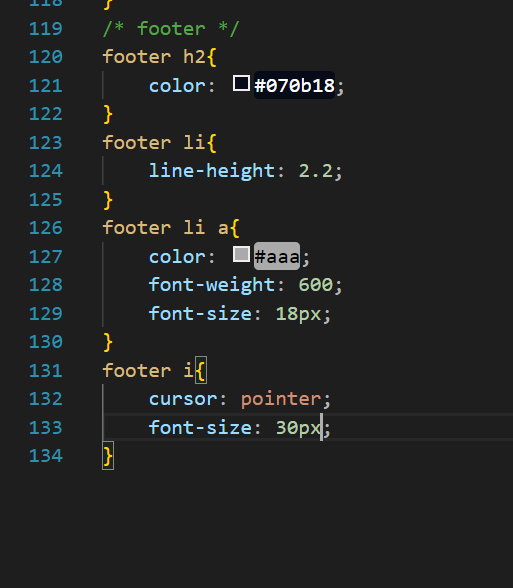 118 }
119 /* footer */
120 footer h2{
121 color: #070b18;
122 }
123 footer li{
124 line-height: 2.2;
125 }
126 footer li a{
127 color: #aaa;
128 font-weight: 600;
129 font-size: 18px;
130 }
131 footer i{
132 cursor: pointer;
133 font-size: 30px;
134 }